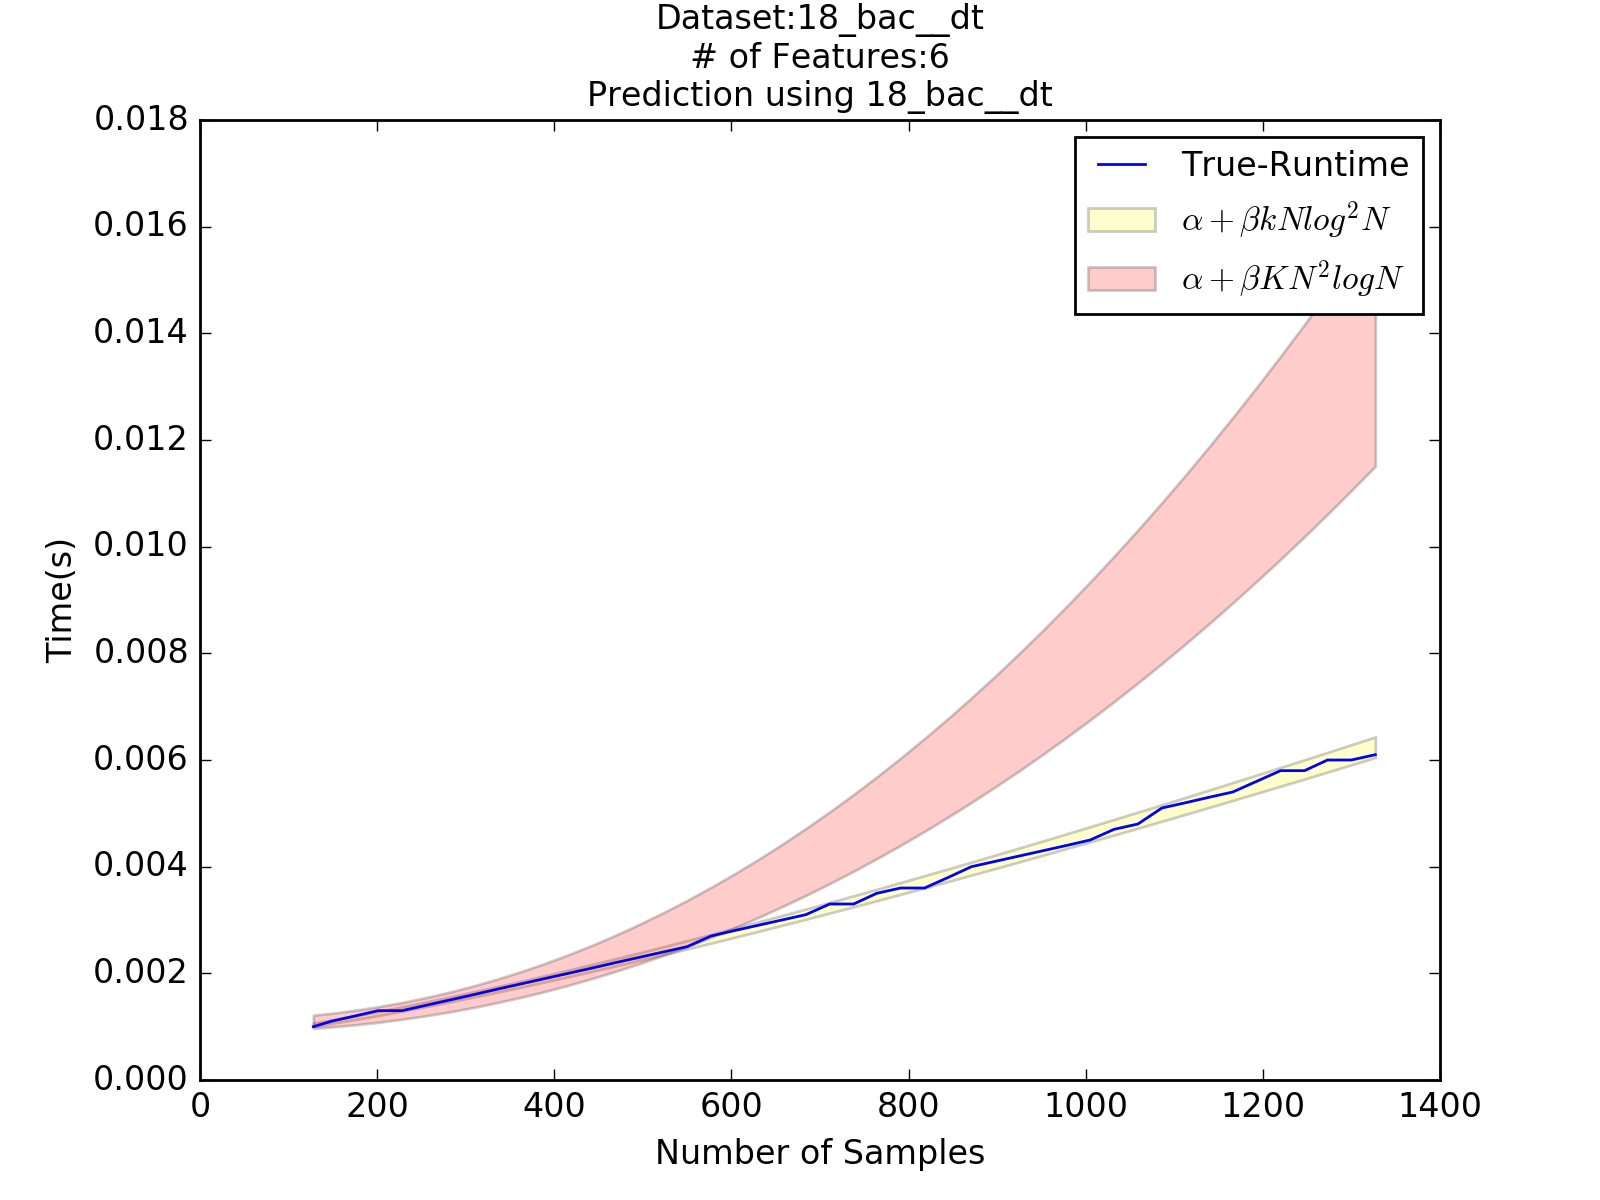 Dataset:18_bac__dt
# of Features:6
Prediction using 18_bac__dt
0.018
0.016
0.014
0.012
0.010
0.008
0.006
0.004
0.002
0.000
Time(s)
True-Runtime
α + βkNlog²N
α + βKN²logN
0 200 400 600 800 1000 1200 1400
Number of Samples